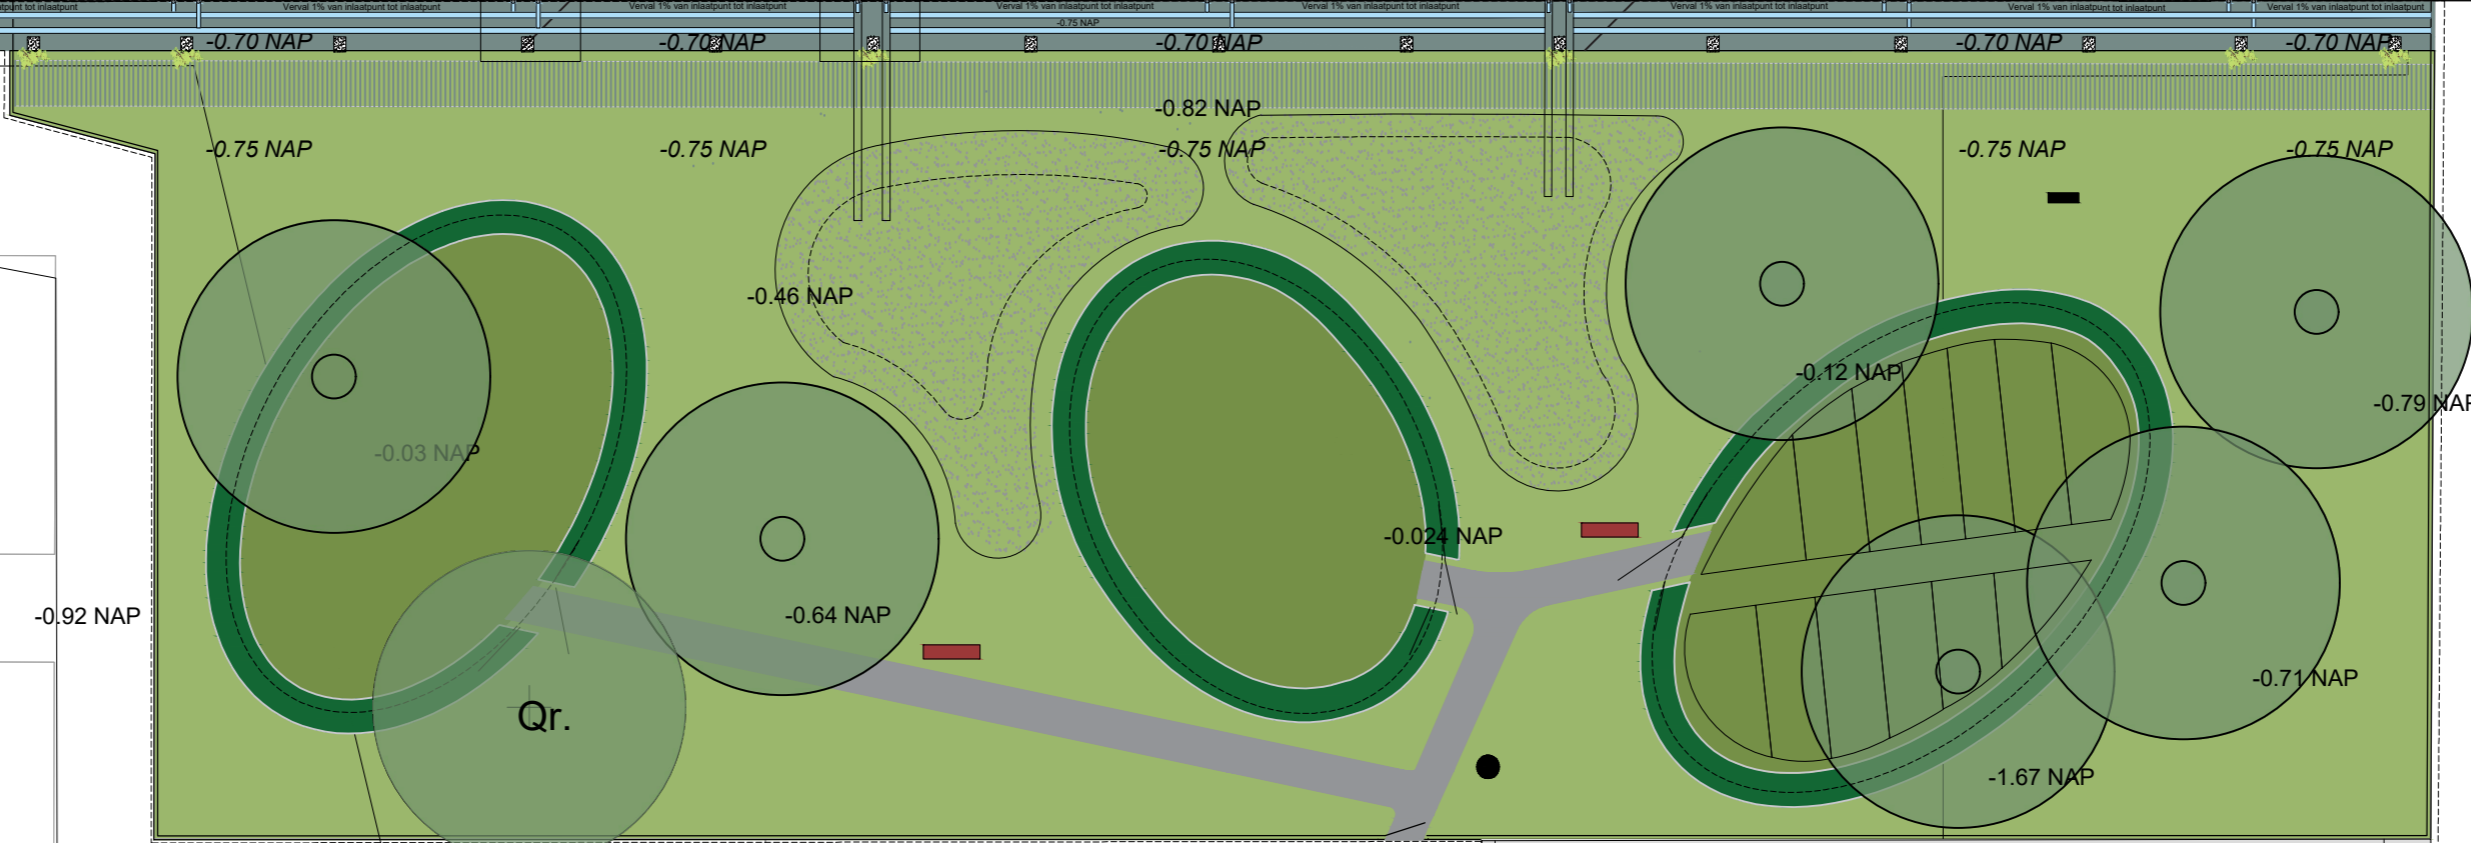 tpunt tot inlaatpunt
Verval 1% van inlaatpunt tot inlaatpunt
Verval 1% van inlaatpunt tot inlaatpunt
Verval 1% van inlaatpunt tot inlaatpunt
Verval 1% van inlaatpunt tot inlaatpunt
Verval 1% van inlaatpunt tot inlaatpunt
Verval 1% van inlaatpunt tot inlaatpunt
Verval 1% van inlaatpunt tot inlaatpunt
-0.75 NAP
-0.70 NAP
-0.70 NAP
-0.70 NAP
-0.70 NAP
-0.70 NAP
-0.82 NAP
-0.75 NAP
-0.75 NAP
-0.75 NAP
-0.75 NAP
-0.75 NAP
-0.46 NAP
-0.12 NAP
-0.79 NAP
-0.03 NAP
-0.024 NAP
-0.92 NAP
-0.64 NAP
-0.71 NAP
Qr.
-1.67 NAP